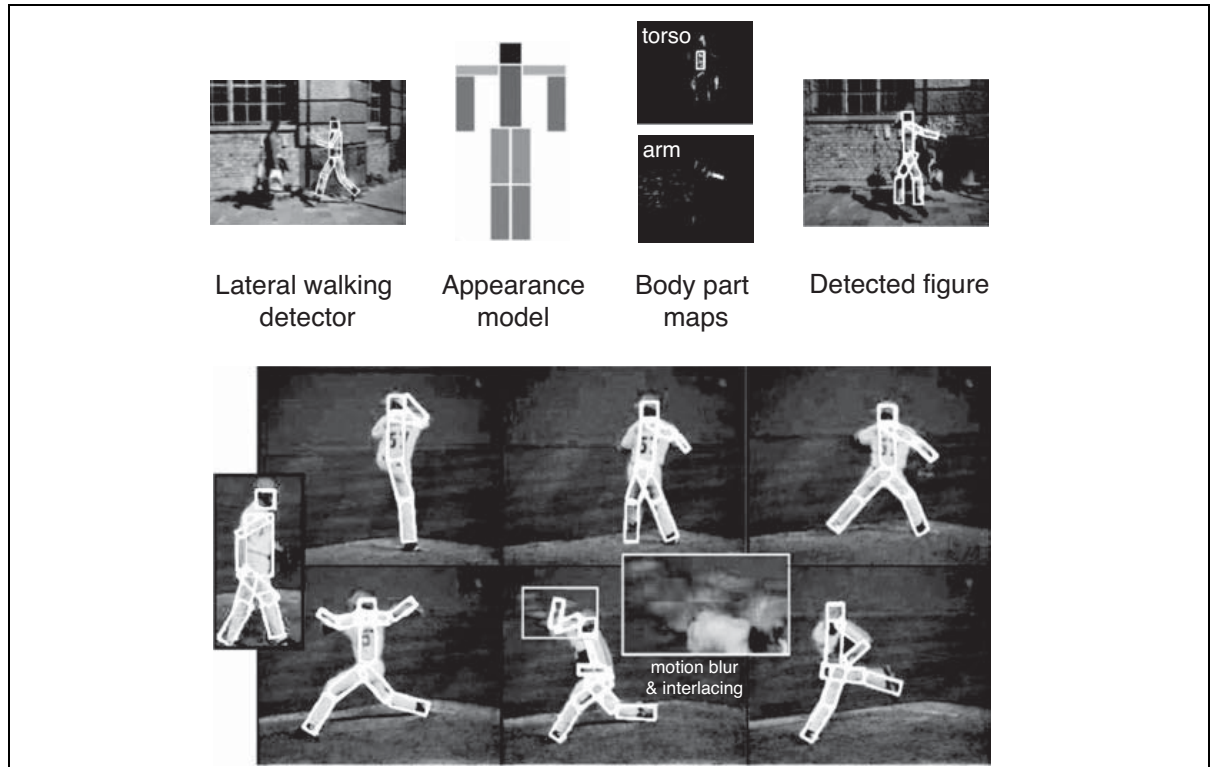 torso
arm
Lateral walking
detector
Appearance
model
Body part
maps
Detected figure
motion blur
& interlacing